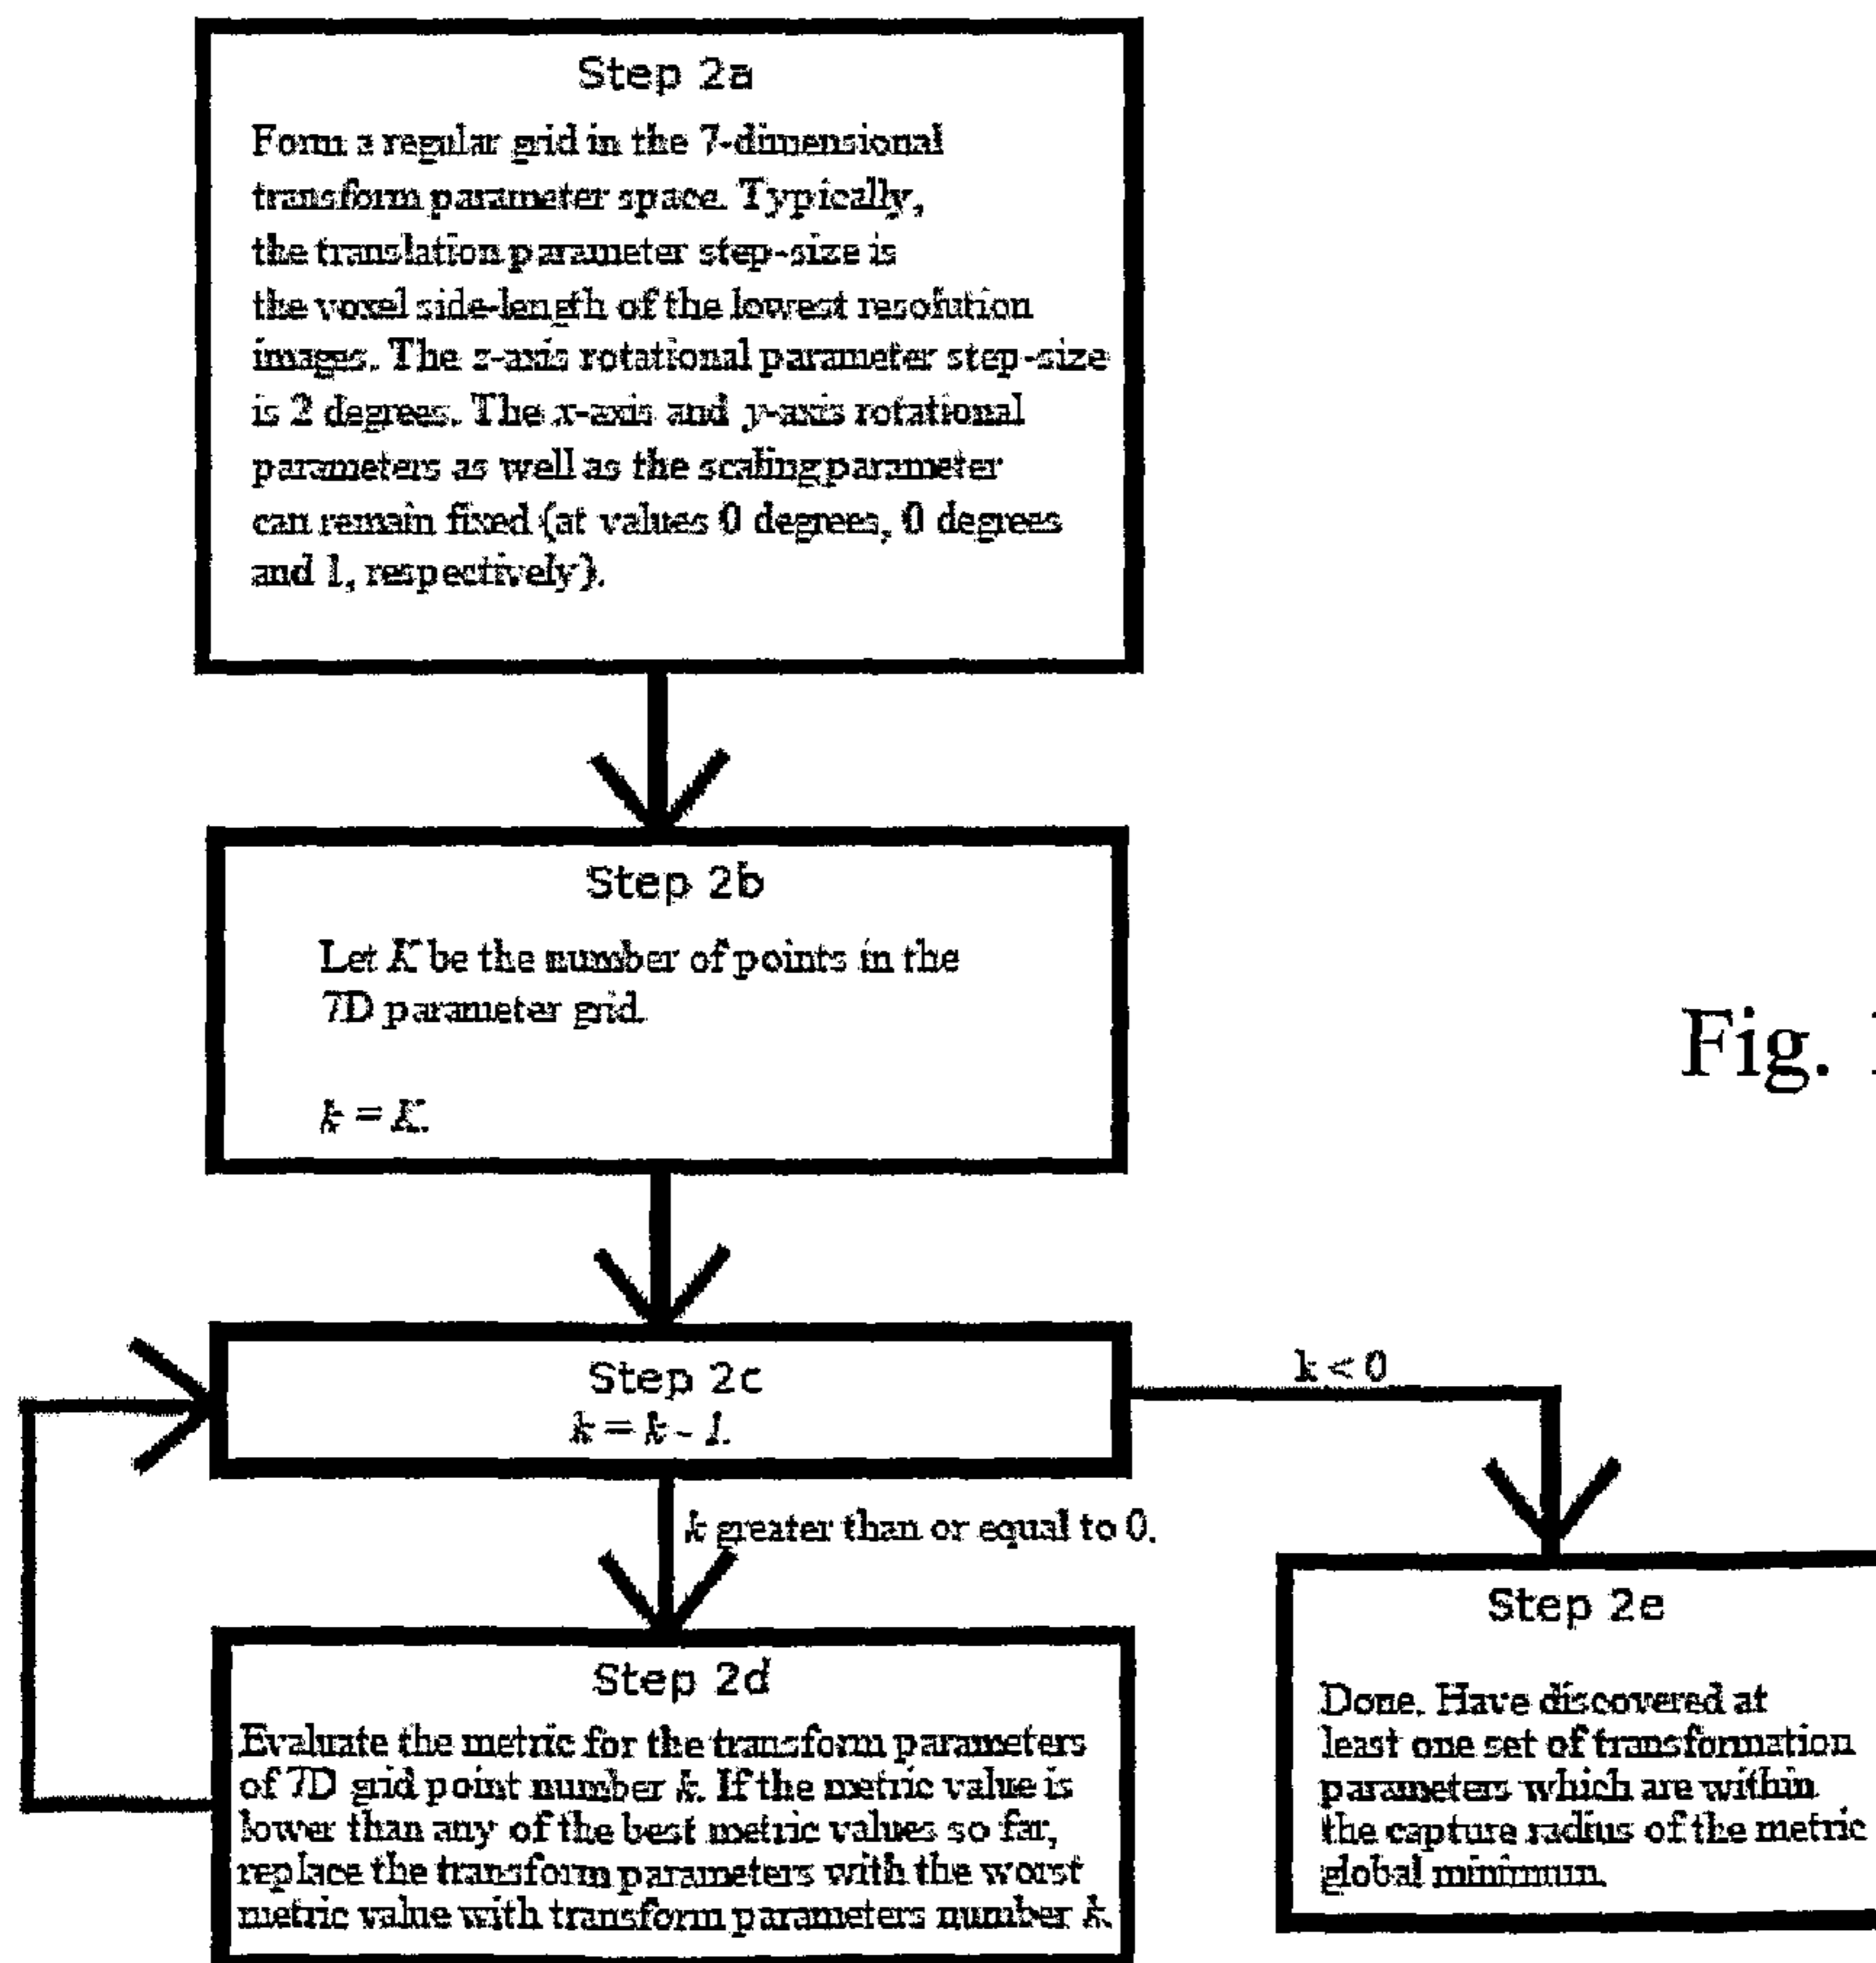 Step 2a
Form a regular grid in the 7-dimensional
transform parameter space. Typically,
the translation parameter step-size is
the voxel side-length of the lowest resolution
images. The z-axis rotational parameter step-size
is 2 degrees. The x-axis and y-axis rotational
parameters as well as the scaling parameter
can remain fixed (at values 0 degrees, 0 degrees
and 1, respectively).
Step 2b
Let K be the number of points in the
7D parameter grid.
k = K.
Fig.
Step 2c
k = k - 1.
k < 0
k greater than or equal to 0.
Step 2d
Evaluate the metric for the transform parameters
of 7D grid point number k. If the metric value is
lower than any of the best metric values so far,
replace the transform parameters with the worst
metric value with transform parameters number k.
Step 2e
Done. Have discovered at
least one set of transformation
parameters which are within
the capture radius of the metric
global minimum.